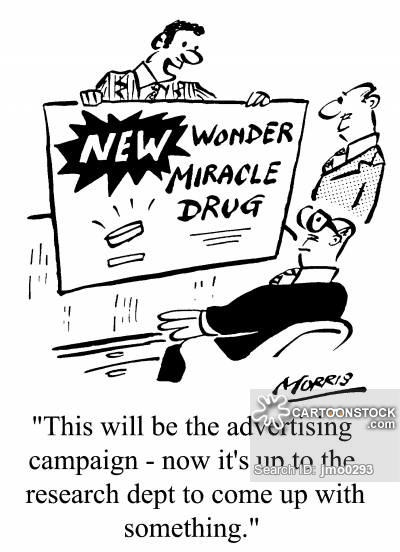 NEW WONDER
MIRACLE
DRUG
MORRIS
CARTOONSTOCK
.com
Search ID: jmo0293
"This will be the advertising
campaign - now it's up to the
research dept to come up with
something."